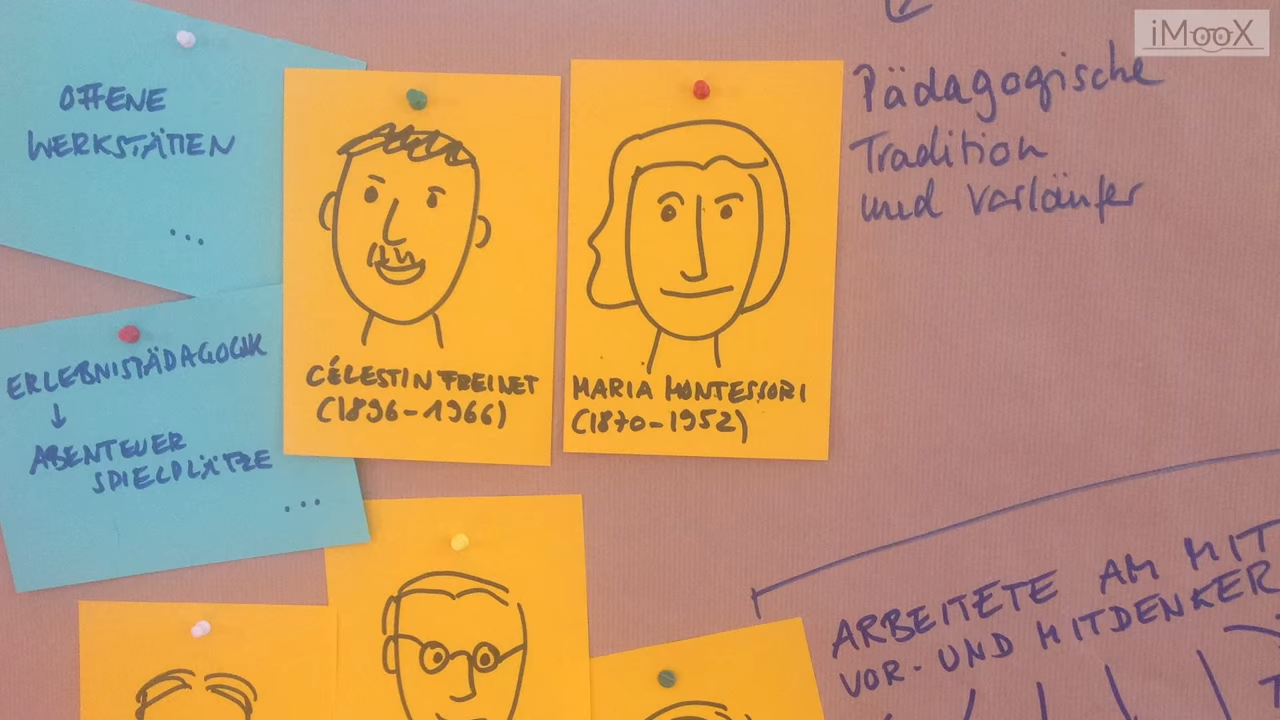 iMooX
OFFENE
WERKSTÄTTEN
...
ERLEBNISTÄDAGOGIK
↓
ABENTEUER
SPIELPLÄTZE
...
CÉLESTIN FREINET
(1896-1966)
MARIA MONTESSORI
(1870-1952)
Pädagogische
Tradition
und Vorläufer
ARBEITETE AM MIT
VOR- UND MITDENKER